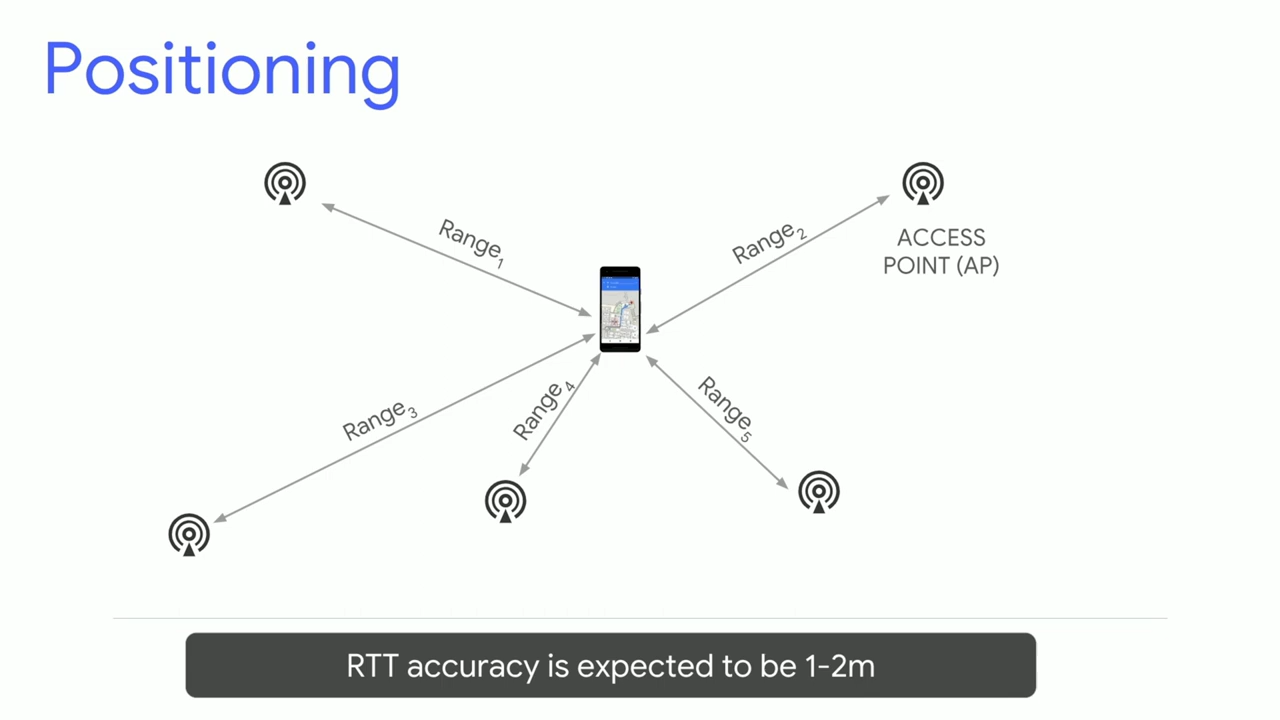 Positioning
Range1
Range2
ACCESS
POINT (AP)
Range3
Range4
Range5
RTT accuracy is expected to be 1-2m